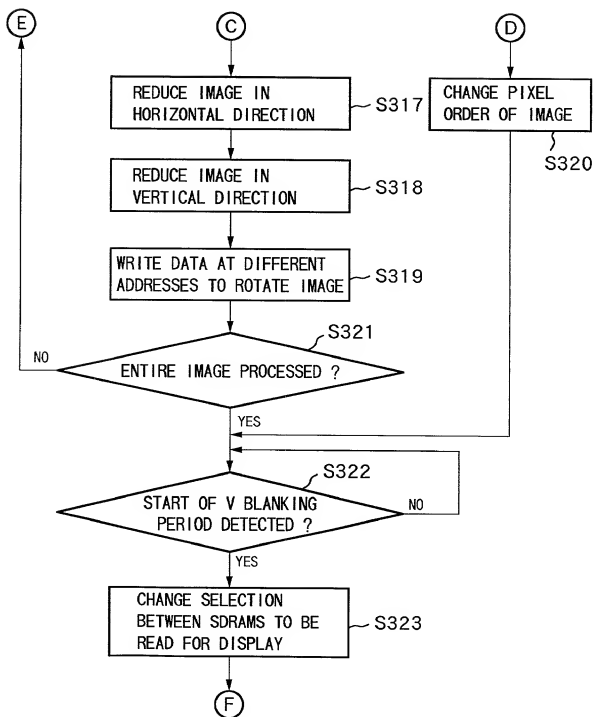 E
C
D
REDUCE IMAGE IN
HORIZONTAL DIRECTION
S317
CHANGE PIXEL
ORDER OF IMAGE
S320
REDUCE IMAGE IN
VERTICAL DIRECTION
S318
WRITE DATA AT DIFFERENT
ADDRESSES TO ROTATE IMAGE
S319
S321
NO
ENTIRE IMAGE PROCESSED ?
YES
S322
START OF V BLANKING
PERIOD DETECTED ?
NO
YES
CHANGE SELECTION
BETWEEN SDRAMS TO BE
READ FOR DISPLAY
S323
F